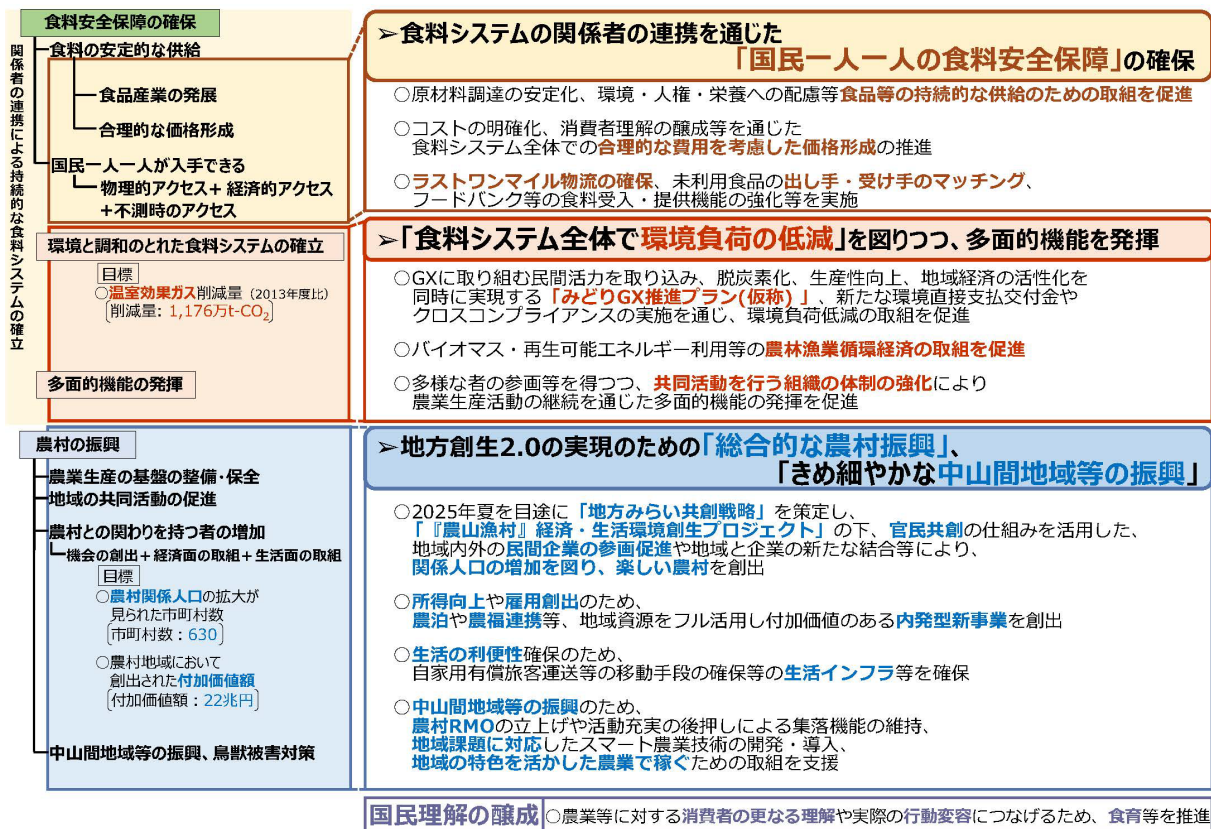 関係者の連携による持続的な食料システムの確立
食料安全保障の確保
食料の安定的な供給
食品産業の発展
合理的な価格形成
国民一人一人が入手できる
物理的アクセス+ 経済的アクセス
+不測時のアクセス
➢食料システムの関係者の連携を通じた
「国民一人一人の食料安全保障」の確保
○原材料調達の安定化、環境・人権・栄養への配慮等食品等の持続的な供給のための取組を促進
○コストの明確化、消費者理解の醸成等を通じた
食料システム全体での合理的な費用を考慮した価格形成の推進
○ラストワンマイル物流の確保、未利用食品の出し手・受け手のマッチング、
フードバンク等の食料受入・提供機能の強化等を実施
環境と調和のとれた食料システムの確立
目標
○温室効果ガス削減量（2013年度比）
削減量: 1,176万t-CO₂
多面的機能の発揮
➢「食料システム全体で環境負荷の低減」を図りつつ、多面的機能を発揮
○GXに取り組む民間活力を取り込み、脱炭素化、生産性向上、地域経済の活性化を
同時に実現する「みどりGX推進プラン(仮称) 」、新たな環境直接支払交付金や
クロスコンプライアンスの実施を通じ、環境負荷低減の取組を促進
○バイオマス・再生可能エネルギー利用等の農林漁業循環経済の取組を促進
○多様な者の参画等を得つつ、共同活動を行う組織の体制の強化により
農業生産活動の継続を通じた多面的機能の発揮を促進
農村の振興
農業生産の基盤の整備・保全
地域の共同活動の促進
農村との関わりを持つ者の増加
機会の創出＋経済面の取組＋生活面の取組
目標
○農村関係人口の拡大が
見られた市町村数
市町村数：630
○農村地域において
創出された付加価値額
付加価値額：22兆円
中山間地域等の振興、鳥獣被害対策
➢地方創生2.0の実現のための「総合的な農村振興」、
「きめ細やかな中山間地域等の振興」
○2025年夏を目途に「地方みらい共創戦略」を策定し、
「『農山漁村』経済・生活環境創生プロジェクト」の下、官民共創の仕組みを活用した、
地域内外の民間企業の参画促進や地域と企業の新たな結合等により、
関係人口の増加を図り、楽しい農村を創出
○所得向上や雇用創出のため、
農泊や農福連携等、地域資源をフル活用し付加価値のある内発型新事業を創出
○生活の利便性確保のため、
自家用有償旅客運送等の移動手段の確保等の生活インフラ等を確保
○中山間地域等の振興のため、
農村RMOの立上げや活動充実の後押しによる集落機能の維持、
地域課題に対応したスマート農業技術の開発・導入、
地域の特色を活かした農業で稼ぐための取組を支援
国民理解の醸成
○農業等に対する消費者の更なる理解や実際の行動変容につなげるため、食育等を推進